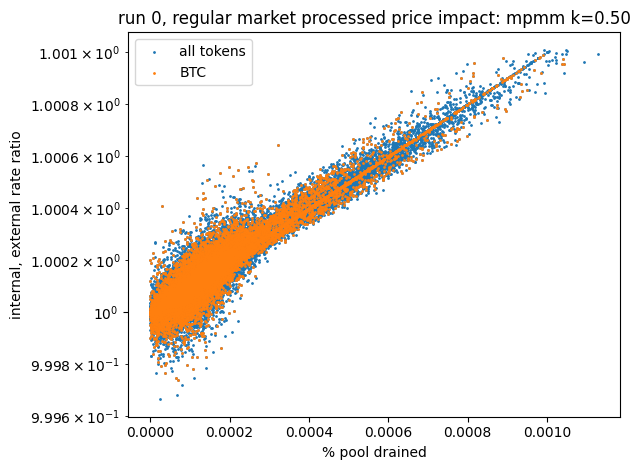 run 0, regular market processed price impact: mpmm k=0.50
all tokens
BTC
1.001 × 10⁰
1.0008 × 10⁰
1.0006 × 10⁰
1.0004 × 10⁰
1.0002 × 10⁰
10⁰
9.998 × 10⁻¹
9.996 × 10⁻¹
internal, external rate ratio
0.0000 0.0002 0.0004 0.0006 0.0008 0.0010
% pool drained